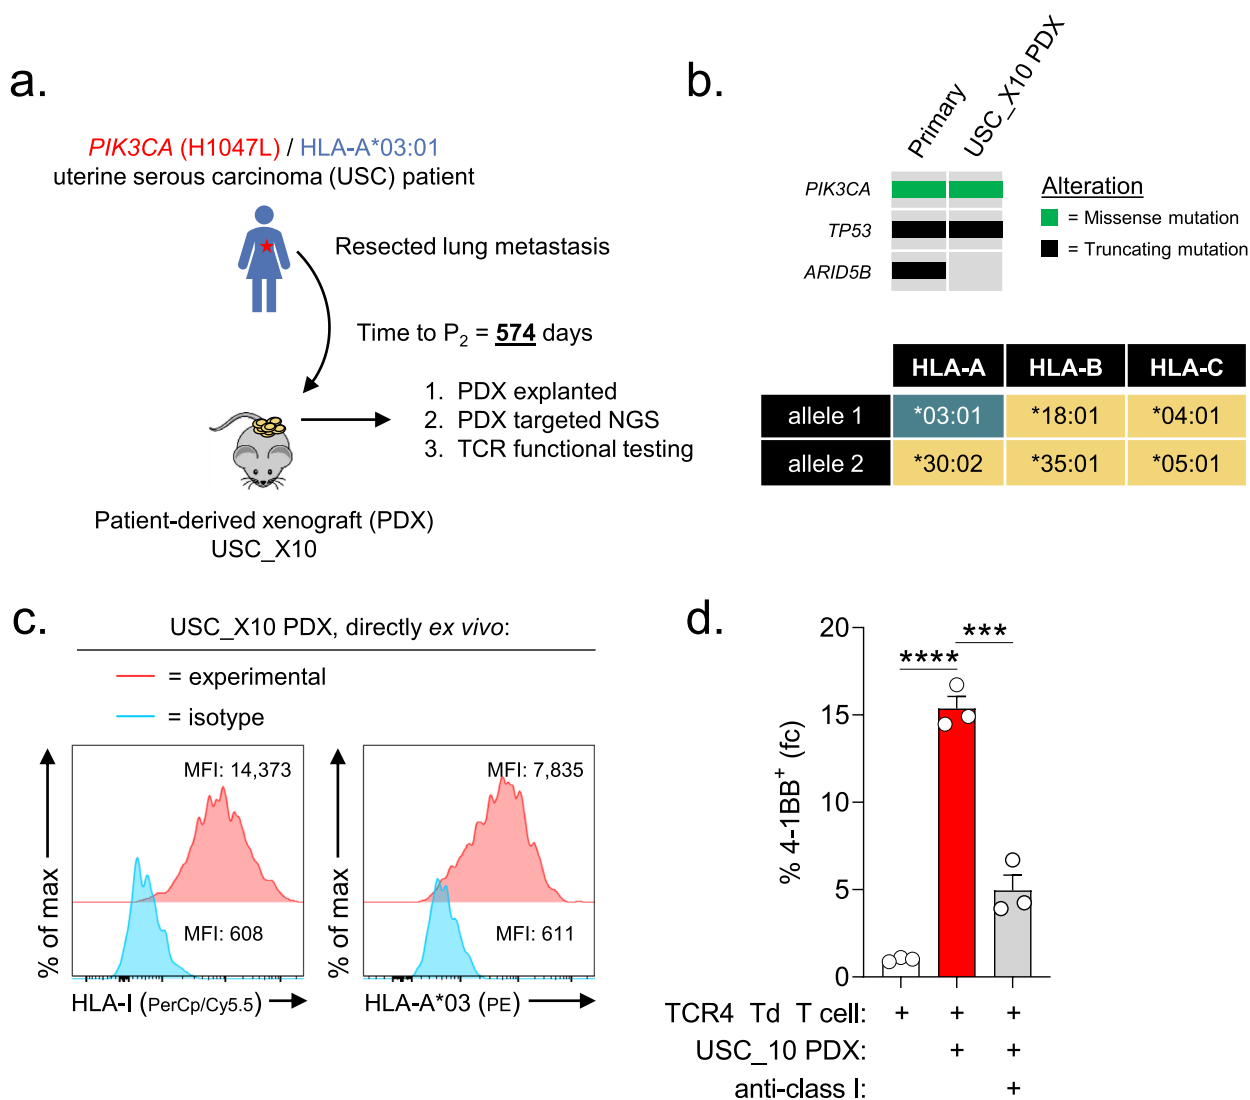 a.
PIK3CA (H1047L) / HLA-A*03:01
uterine serous carcinoma (USC) patient
Resected lung metastasis
Time to P2 = 574 days
1. PDX explanted
2. PDX targeted NGS
3. TCR functional testing
Patient-derived xenograft (PDX)
USC_X10
b.
Primary
USC_X10 PDX
PIK3CA
TP53
ARID5B
Alteration
= Missense mutation
= Truncating mutation
HLA-A HLA-B HLA-C
allele 1 *03:01 *18:01 *04:01
allele 2 *30:02 *35:01 *05:01
c.
USC_X10 PDX, directly ex vivo:
= experimental
= isotype
% of max
MFI: 14,373
MFI: 608
HLA-I (PerCp/Cy5.5)
% of max
MFI: 7,835
MFI: 611
HLA-A*03 (PE)
d.
% 4-1BB+ (fc)
20
15
10
5
0
**** ***
TCR4 Td T cell: + + +
USC_10 PDX: + +
anti-class I: +